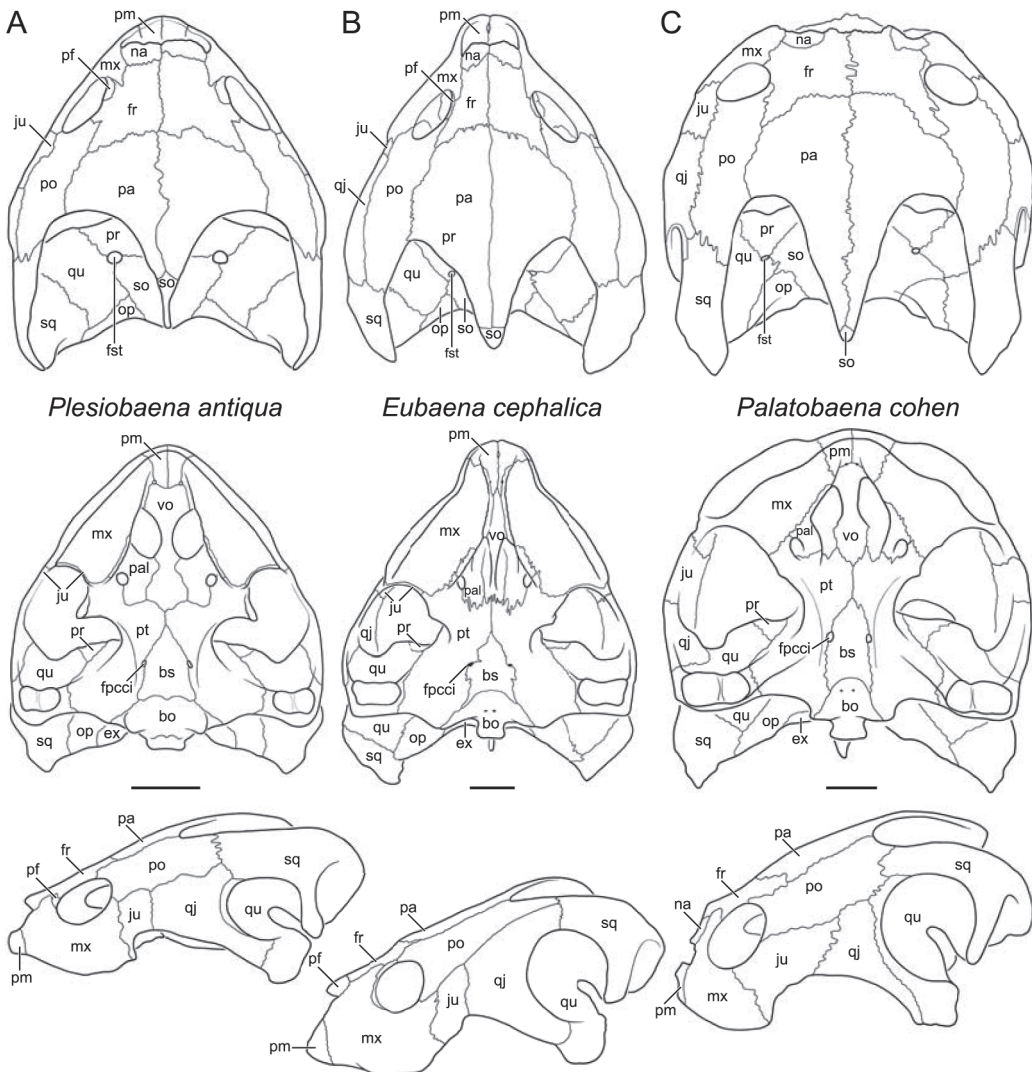 A
pm
na
mx
pf
fr
ju
po
pa
pr
qu
so
so
op
sq
fst
B
pm
na
mx
pf
fr
ju
qj
po
pa
pr
qu
sq
op
so
so
fst
C
mx
na
fr
ju
po
pa
qj
pr
qu
so
op
sq
fst
so
Plesiobaena antiqua
Eubaena cephalica
Palatobaena cohen
pm
vo
mx
pal
ju
pr
pt
qu
fpcci
bs
bo
sq
op
ex
pm
mx
vo
pal
ju
qj
pr
pt
qu
fpcci
bs
bo
qu
op
ex
sq
pm
mx
pal
vo
ju
pt
pr
qj
qu
fpcci
bs
bo
qu
op
ex
sq
pa
fr
pf
po
sq
ju
qj
qu
mx
pm
pa
fr
pf
po
sq
ju
qj
qu
mx
pm
pa
fr
na
po
sq
qu
ju
qj
mx
pm